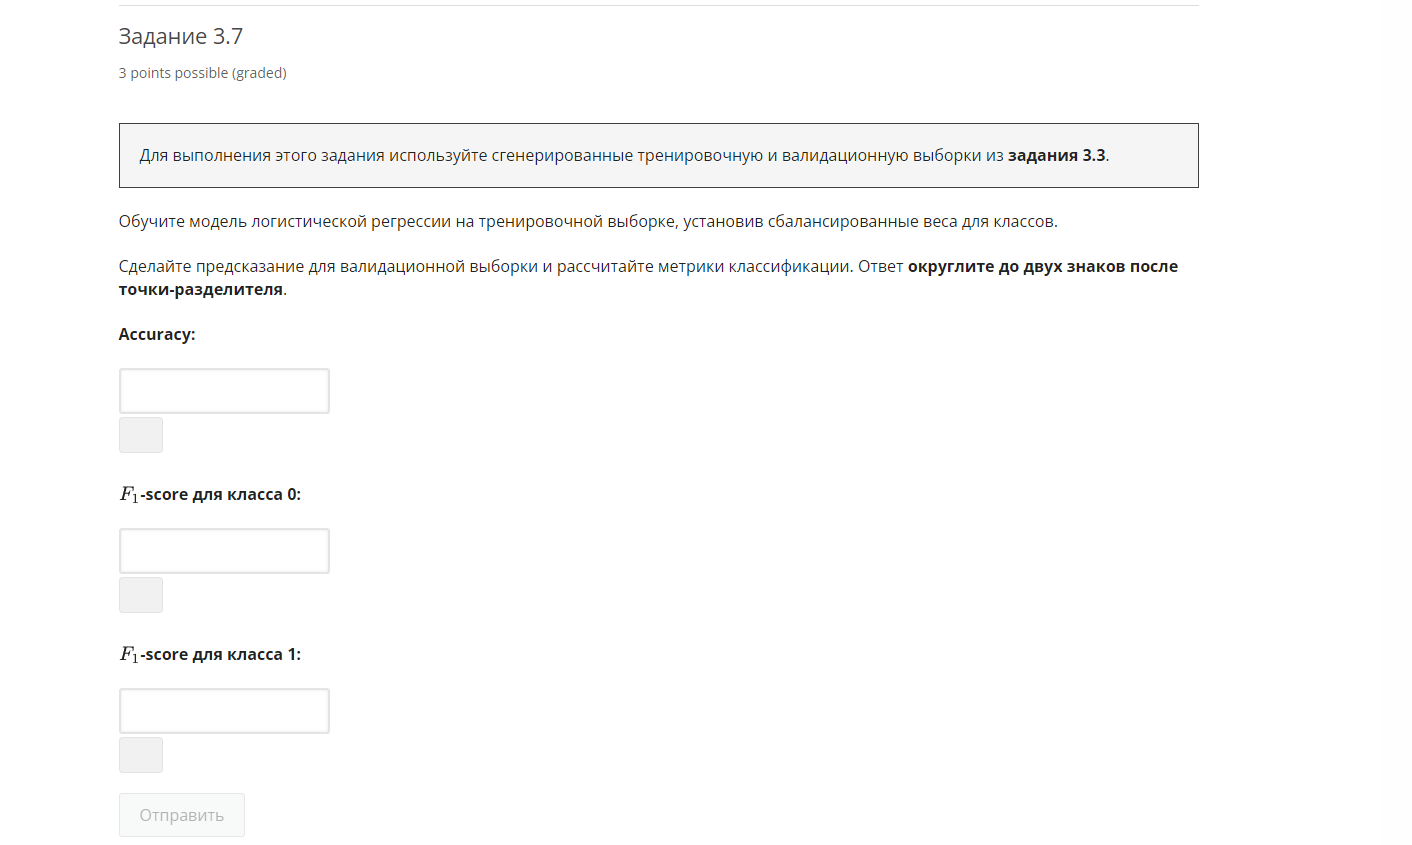 Задание 3.7
3 points possible (graded)
Для выполнения этого задания используйте сгенерированные тренировочную и валидационную выборки из задания 3.3.
Обучите модель логистической регрессии на тренировочной выборке, установив сбалансированные веса для классов.
Сделайте предсказание для валидационной выборки и рассчитайте метрики классификации. Ответ округлите до двух знаков после
точки-разделителя.
Accuracy:
F₁-score для класса 0:
F₁-score для класса 1:
Отправить